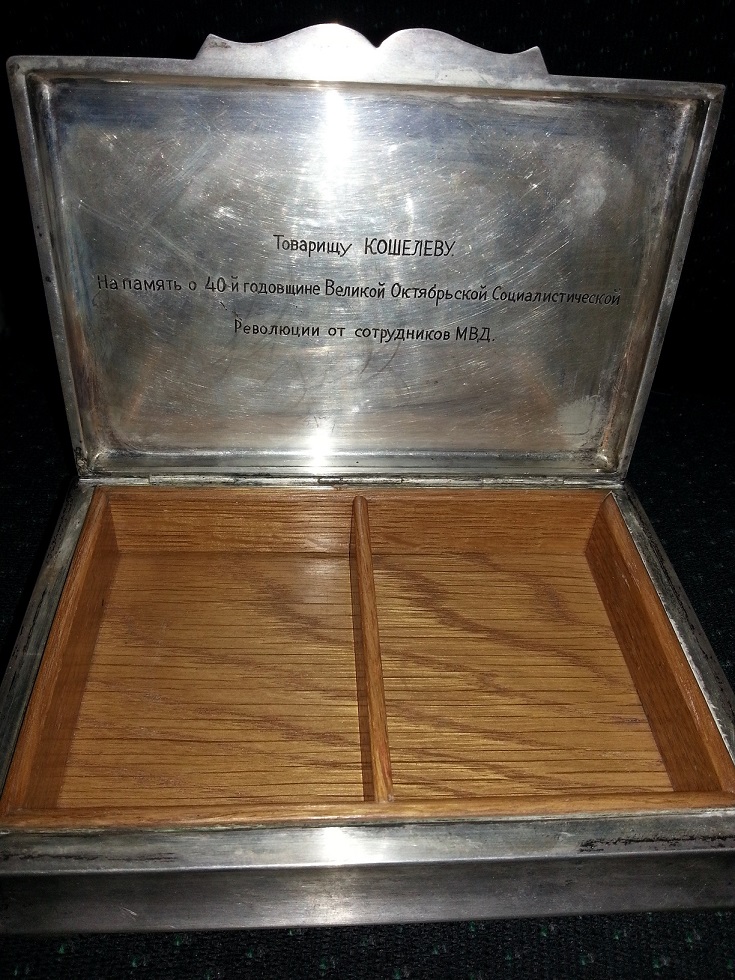 Товарищу КОШЕЛЕВУ.
На память о 40-й годовщине Великой Октябрьской Социалистической
Революции от сотрудников МВД.